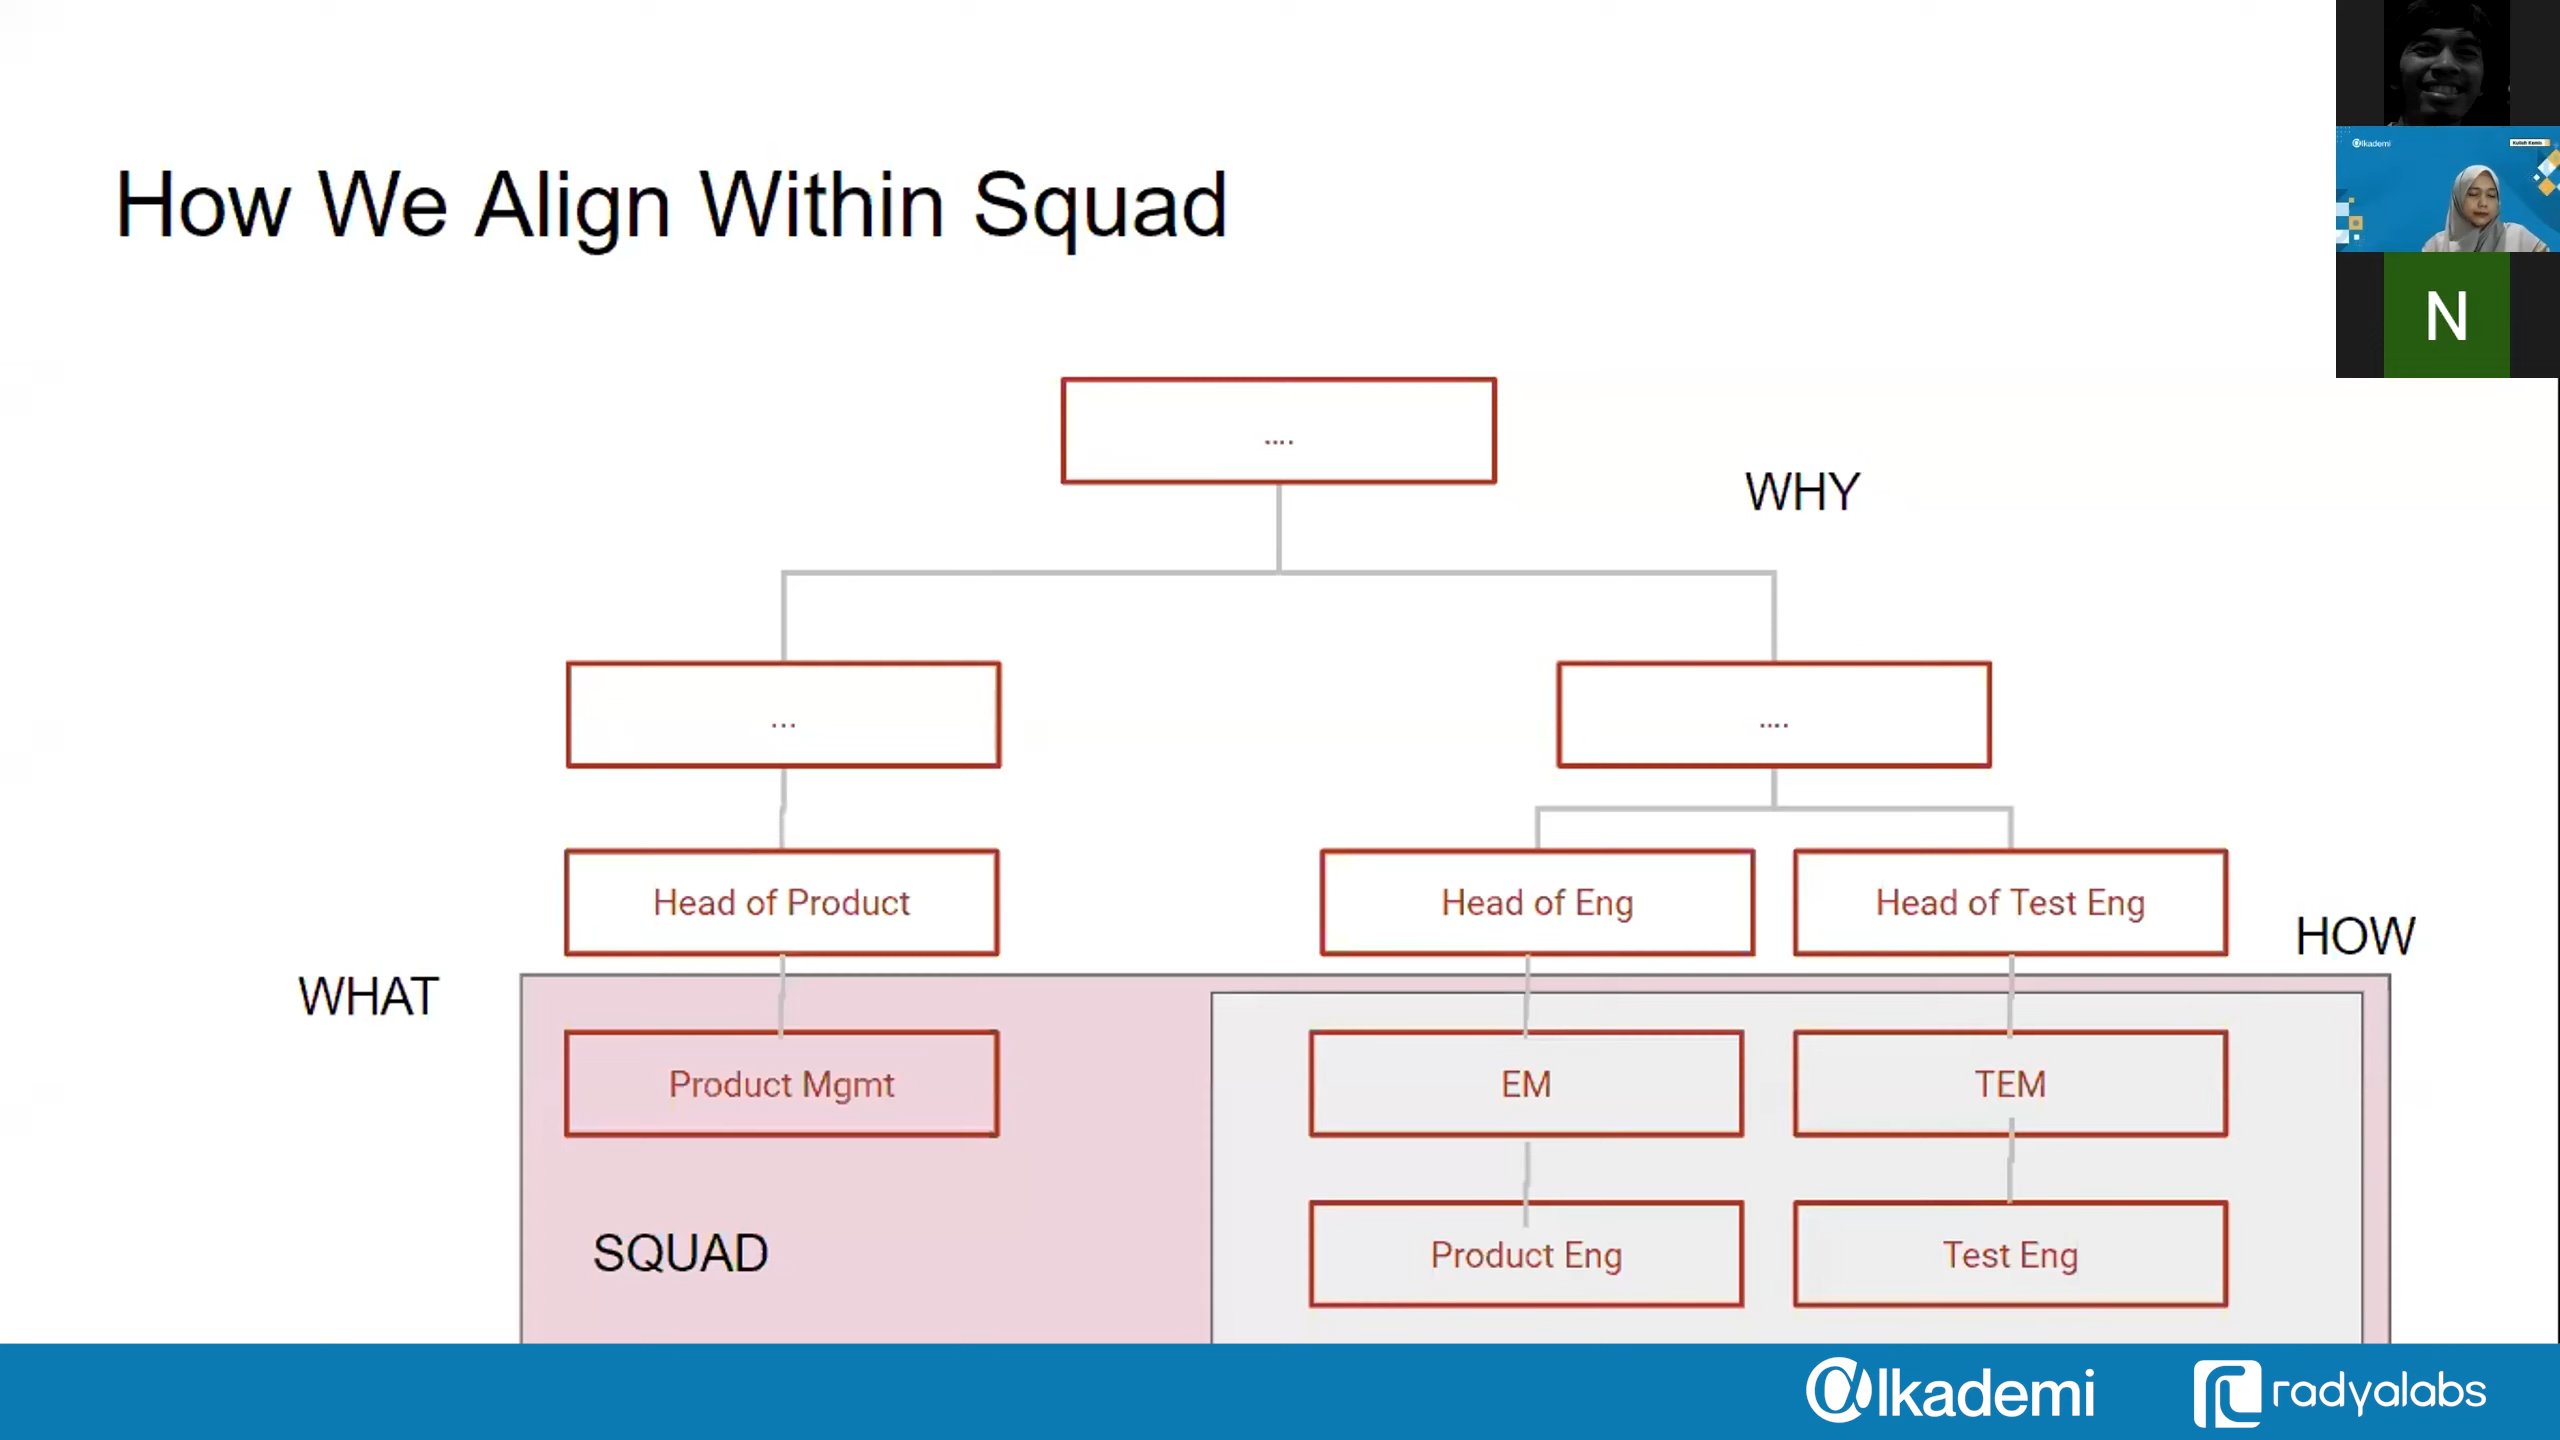 How We Align Within Squad
N
....
WHY
...
....
Head of Product
Head of Eng
Head of Test Eng
HOW
WHAT
Product Mgmt
EM
TEM
SQUAD
Product Eng
Test Eng
lkademi
Alkademi
radyalabs